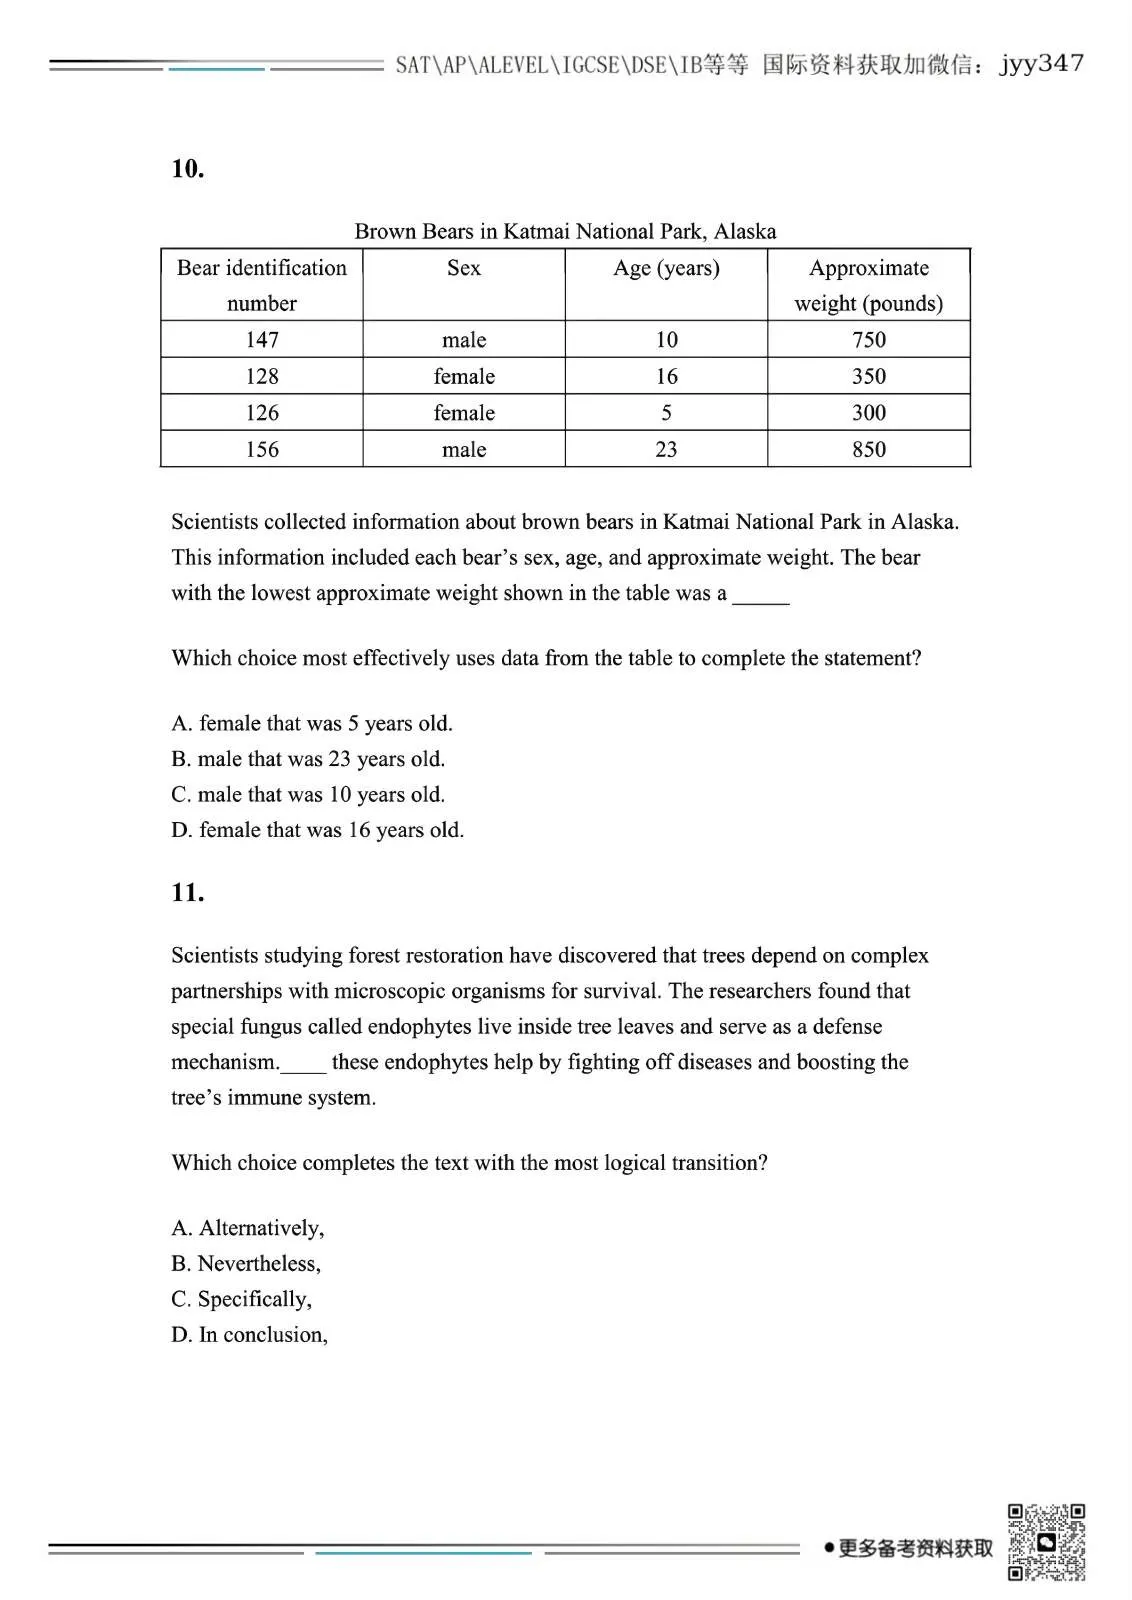 SAT\AP\ALEVEL\IGCSE\DSE\IB等等 国际资料获取加微信: jyy347
10.
Brown Bears in Katmai National Park, Alaska
Bear identification number Sex Age (years) Approximate weight (pounds)
147 male 10 750
128 female 16 350
126 female 5 300
156 male 23 850
Scientists collected information about brown bears in Katmai National Park in Alaska.
This information included each bear's sex, age, and approximate weight. The bear
with the lowest approximate weight shown in the table was a _____
Which choice most effectively uses data from the table to complete the statement?
A. female that was 5 years old.
B. male that was 23 years old.
C. male that was 10 years old.
D. female that was 16 years old.
11.
Scientists studying forest restoration have discovered that trees depend on complex
partnerships with microscopic organisms for survival. The researchers found that
special fungus called endophytes live inside tree leaves and serve as a defense
mechanism.____ these endophytes help by fighting off diseases and boosting the
tree's immune system.
Which choice completes the text with the most logical transition?
A. Alternatively,
B. Nevertheless,
C. Specifically,
D. In conclusion,
●更多备考资料获取